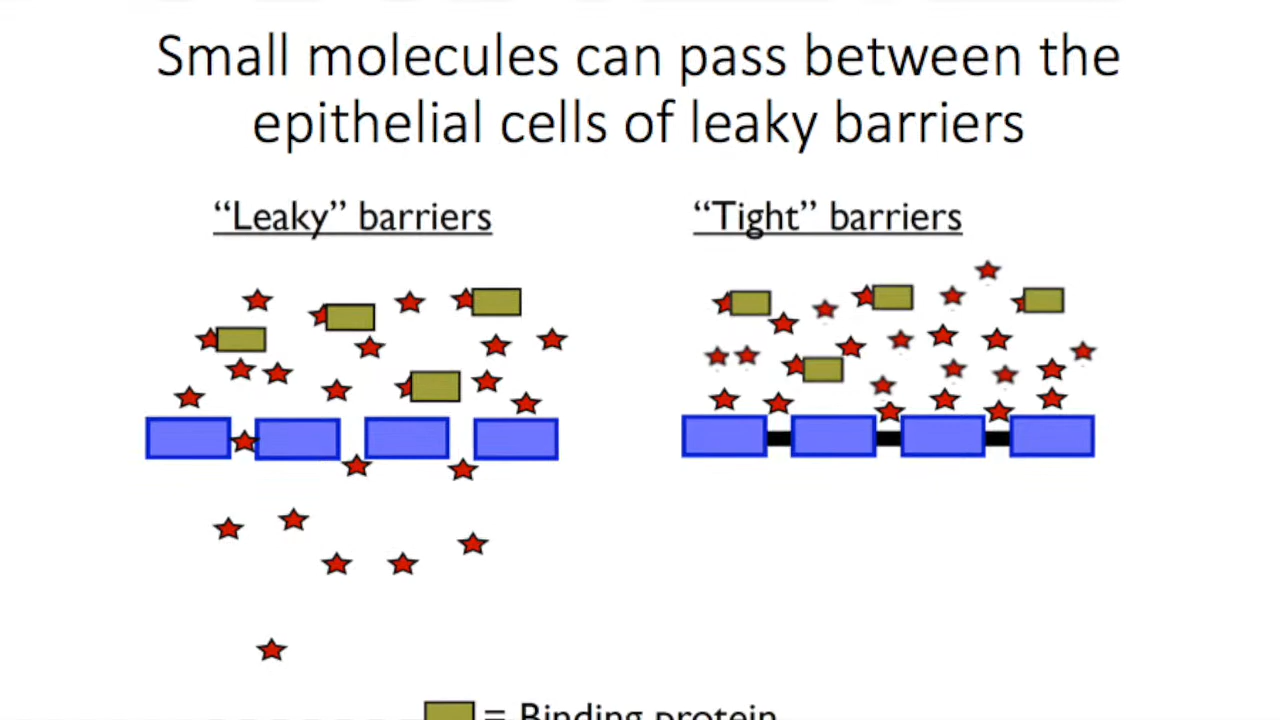 Small molecules can pass between the
epithelial cells of leaky barriers
“Leaky” barriers
“Tight” barriers
= Binding protein